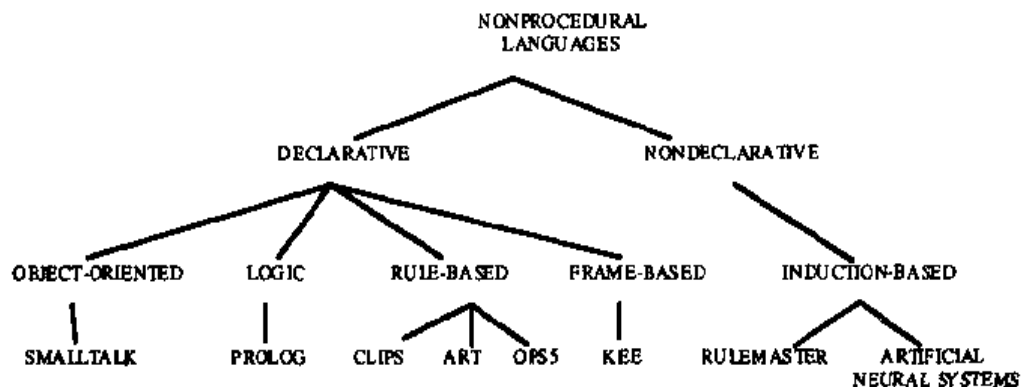 NONPROCEDURAL
LANGUAGES
DECLARATIVE
NONDECLARATIVE
OBJECT-ORIENTED
LOGIC
RULE-BASED
FRAME-BASED
INDUCTION-BASED
SMALLTALK
PROLOG
CLIPS
ART
OPS5
KEE
RULEMASTER
ARTIFICIAL
NEURAL SYSTEMS